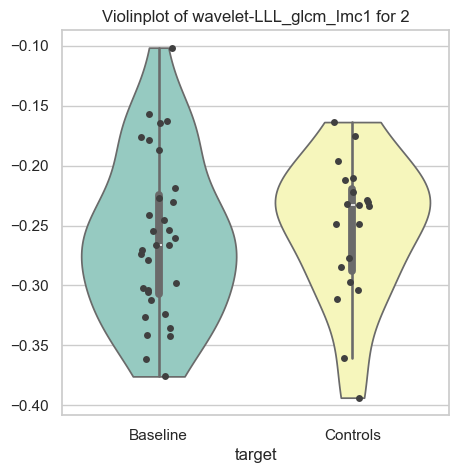 Violinplot of wavelet-LLL_glcm_Imc1 for 2
−0.10
−0.15
−0.20
−0.25
−0.30
−0.35
−0.40
Baseline
Controls
target